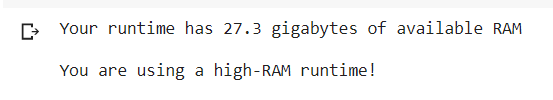 Your runtime has 27.3 gigabytes of available RAM
You are using a high-RAM runtime!